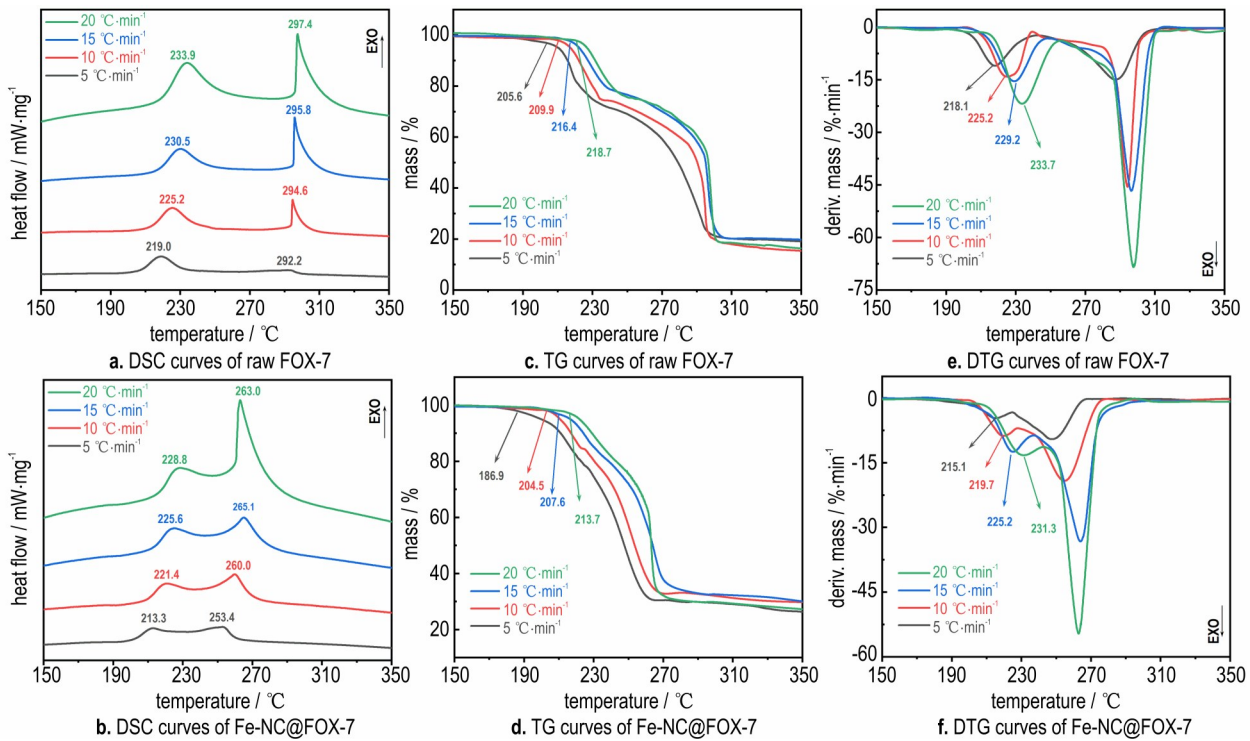 20 ℃·min⁻¹
15 ℃·min⁻¹
10 ℃·min⁻¹
5 ℃·min⁻¹
EXO
297.4
233.9
295.8
230.5
294.6
225.2
292.2
219.0
heat flow / mW·mg⁻¹
150 190 230 270 310 350
temperature / ℃
a. DSC curves of raw FOX-7
100
80
60
40
20
0
mass / %
205.6
209.9
216.4
218.7
20 ℃·min⁻¹
15 ℃·min⁻¹
10 ℃·min⁻¹
5 ℃·min⁻¹
150 190 230 270 310 350
temperature / ℃
c. TG curves of raw FOX-7
0
-15
-30
-45
-60
-75
deriv. mass / %·min⁻¹
218.1
225.2
229.2
233.7
20 ℃·min⁻¹
15 ℃·min⁻¹
10 ℃·min⁻¹
5 ℃·min⁻¹
EXO
150 190 230 270 310 350
temperature / ℃
e. DTG curves of raw FOX-7
20 ℃·min⁻¹
15 ℃·min⁻¹
10 ℃·min⁻¹
5 ℃·min⁻¹
EXO
263.0
228.8
265.1
225.6
260.0
221.4
253.4
213.3
heat flow / mW·mg⁻¹
150 190 230 270 310 350
temperature / ℃
b. DSC curves of Fe-NC@FOX-7
100
80
60
40
20
mass / %
186.9
204.5
207.6
213.7
20 ℃·min⁻¹
15 ℃·min⁻¹
10 ℃·min⁻¹
5 ℃·min⁻¹
150 190 230 270 310 350
temperature / ℃
d. TG curves of Fe-NC@FOX-7
0
-15
-30
-45
-60
deriv. mass / %·min⁻¹
215.1
219.7
225.2
231.3
20 ℃·min⁻¹
15 ℃·min⁻¹
10 ℃·min⁻¹
5 ℃·min⁻¹
EXO
150 190 230 270 310 350
temperature / ℃
f. DTG curves of Fe-NC@FOX-7